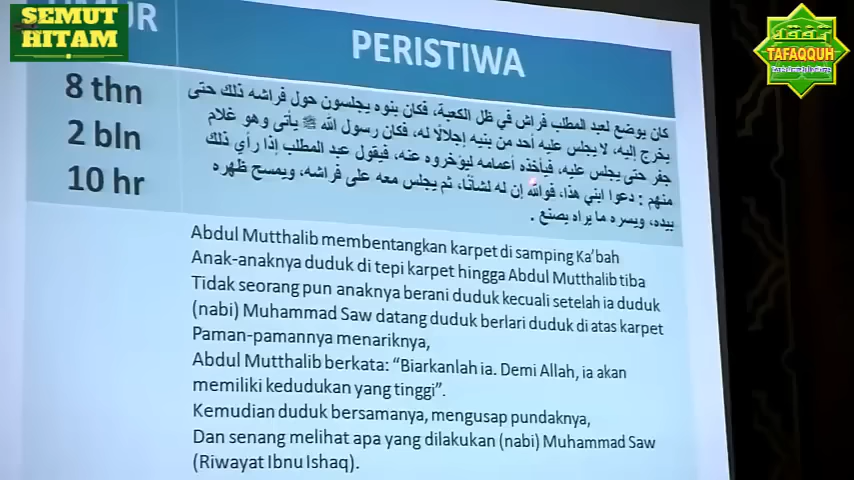 SEMUT
HITAM
UMUR
PERISTIWA
TAFAQQUH
8 thn
2 bln
10 hr
كان يوضع لعبد المطلب فراش في ظل الكعبة، فكان بنوه يجلسون حول فراشه ذلك حتى
يخرج إليه، لا يجلس عليه أحد من بنيه إجلالًا له، فكان رسول الله ﷺ يأتي وهو غلام
جفر حتى يجلس عليه، فيأخذه أعمامه ليؤخروه عنه، فيقول عبد المطلب إذا رأي ذلك
منهم : دعوا ابني هذا، فوالله إن له لشأنا، ثم يجلس معه على فراشه، ويمسح ظهره
بيده، ويسره ما يراه يصنع .
Abdul Mutthalib membentangkan karpet di samping Ka’bah
Anak-anaknya duduk di tepi karpet hingga Abdul Mutthalib tiba
Tidak seorang pun anaknya berani duduk kecuali setelah ia duduk
(nabi) Muhammad Saw datang duduk berlari duduk di atas karpet
Paman-pamannya menariknya,
Abdul Mutthalib berkata: “Biarkanlah ia. Demi Allah, ia akan
memiliki kedudukan yang tinggi”.
Kemudian duduk bersamanya, mengusap pundaknya,
Dan senang melihat apa yang dilakukan (nabi) Muhammad Saw
(Riwayat Ibnu Ishaq).